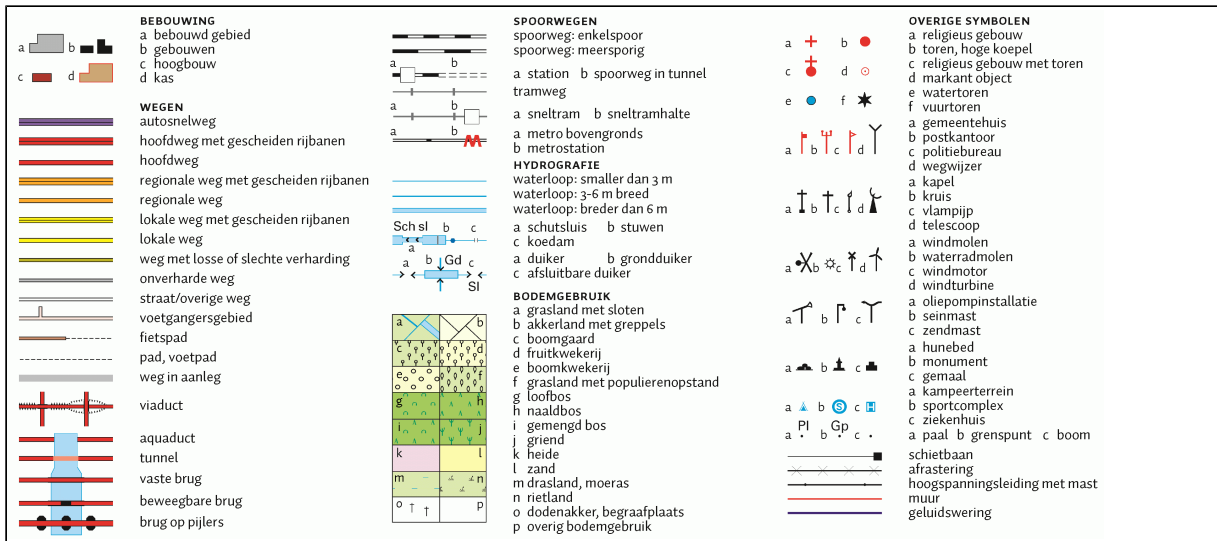 BEBOUWING
a bebouwd gebied
a b b gebouwen
c hoogbouw
c d d kas
WEGEN
autosnelweg
hoofdweg met gescheiden rijbanen
hoofdweg
regionale weg met gescheiden rijbanen
regionale weg
lokale weg met gescheiden rijbanen
lokale weg
weg met losse of slechte verharding
onverharde weg
straat/overige weg
voetgangersgebied
fietspad
pad, voetpad
weg in aanleg
viaduct
aquaduct
tunnel
vaste brug
beweegbare brug
brug op pijlers
SPOORWEGEN
spoorweg: enkelspoor
spoorweg: meersporig
a b
a station b spoorweg in tunnel
tramweg
a b
a sneltram b sneltramhalte
a b
a metro bovengronds
b metrostation
HYDROGRAFIE
waterloop: smaller dan 3 m
waterloop: 3-6 m breed
waterloop: breder dan 6 m
Sch sl b c
a
a schutsluis b stuwen
c koedam
a b Gd c
Sl
a duiker b grondduiker
c afsluitbare duiker
BODEMGEBRUIK
a b
c d
e f
g h
i j
k l
m n
o p
a grasland met sloten
b akkerland met greppels
c boomgaard
d fruitkwekerij
e boomkwekerij
f grasland met populierenopstand
g loofbos
h naaldbos
i gemengd bos
j griend
k heide
l zand
m drasland, moeras
n rietland
o dodenakker, begraafplaats
p overig bodemgebruik
OVERIGE SYMBOLEN
a b
c d
e f
a religieus gebouw
b toren, hoge koepel
c religieus gebouw met toren
d markant object
e watertoren
f vuurtoren
a b c d
a gemeentehuis
b postkantoor
c politiebureau
d wegwijzer
a b c d
a kapel
b kruis
c vlampijp
d telescoop
a b c d
a windmolen
b waterradmolen
c windmotor
d windturbine
a b c
a oliepompinstallatie
b seinmast
c zendmast
a b c
a hunebed
b monument
c gemaal
a b S c H
a kampeerterrein
b sportcomplex
c ziekenhuis
Pl Gp
a b c
a paal b grenspunt c boom
schietbaan
afrastering
hoogspanningsleiding met mast
muur
geluidswering